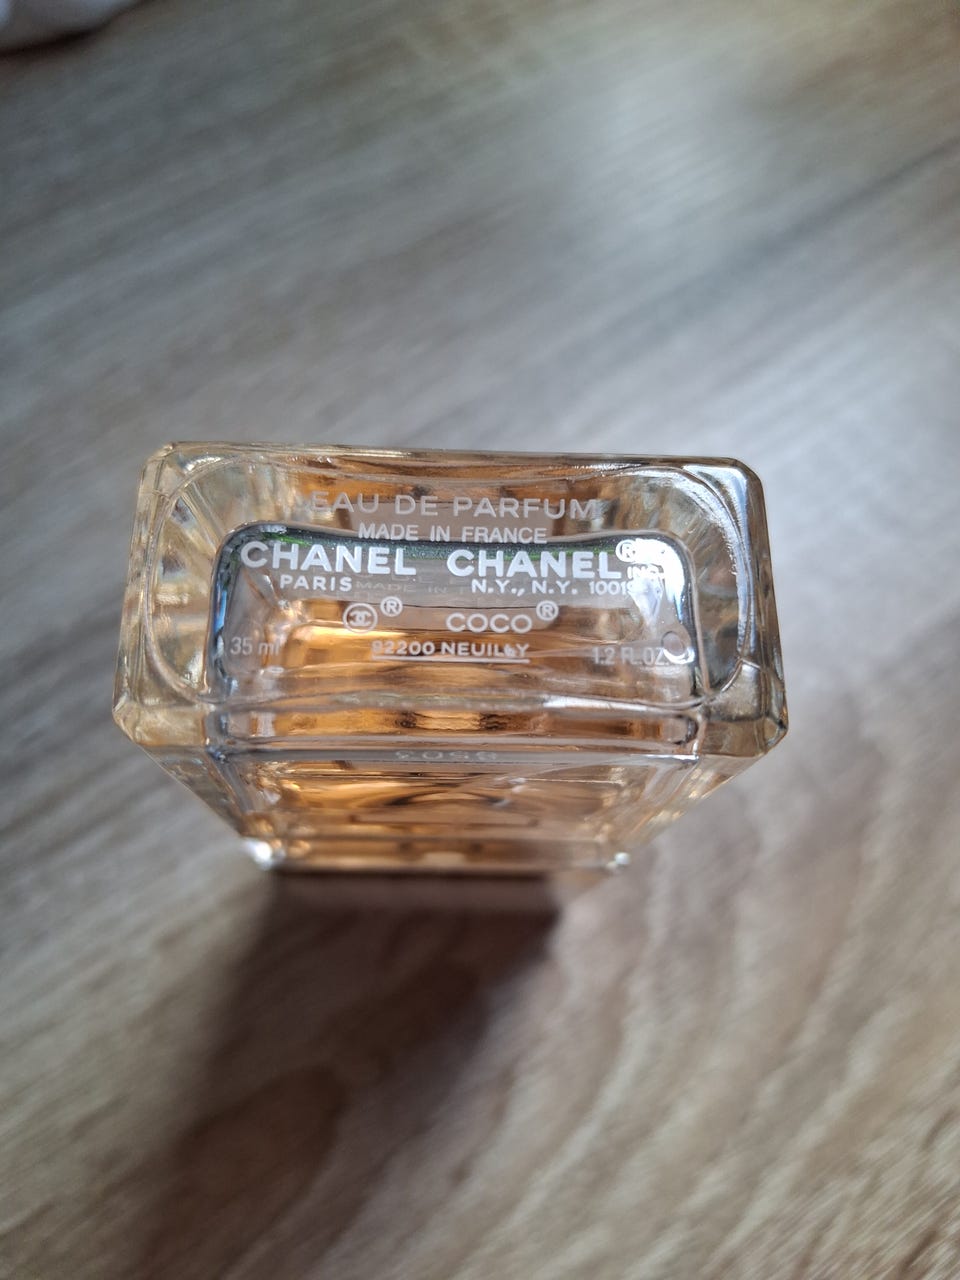 EAU DE PARFUM
MADE IN FRANCE
CHANEL CHANEL®
PARIS N.Y., N.Y.
® COCO®
92200 NEUILLY
35 ml 1.2 FL.OZ.